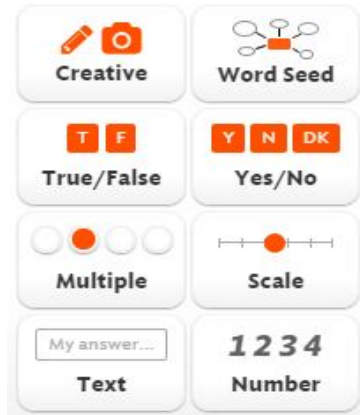 Creative
Word Seed
T F
True/False
Y N DK
Yes/No
Multiple
Scale
My answer...
Text
1234
Number